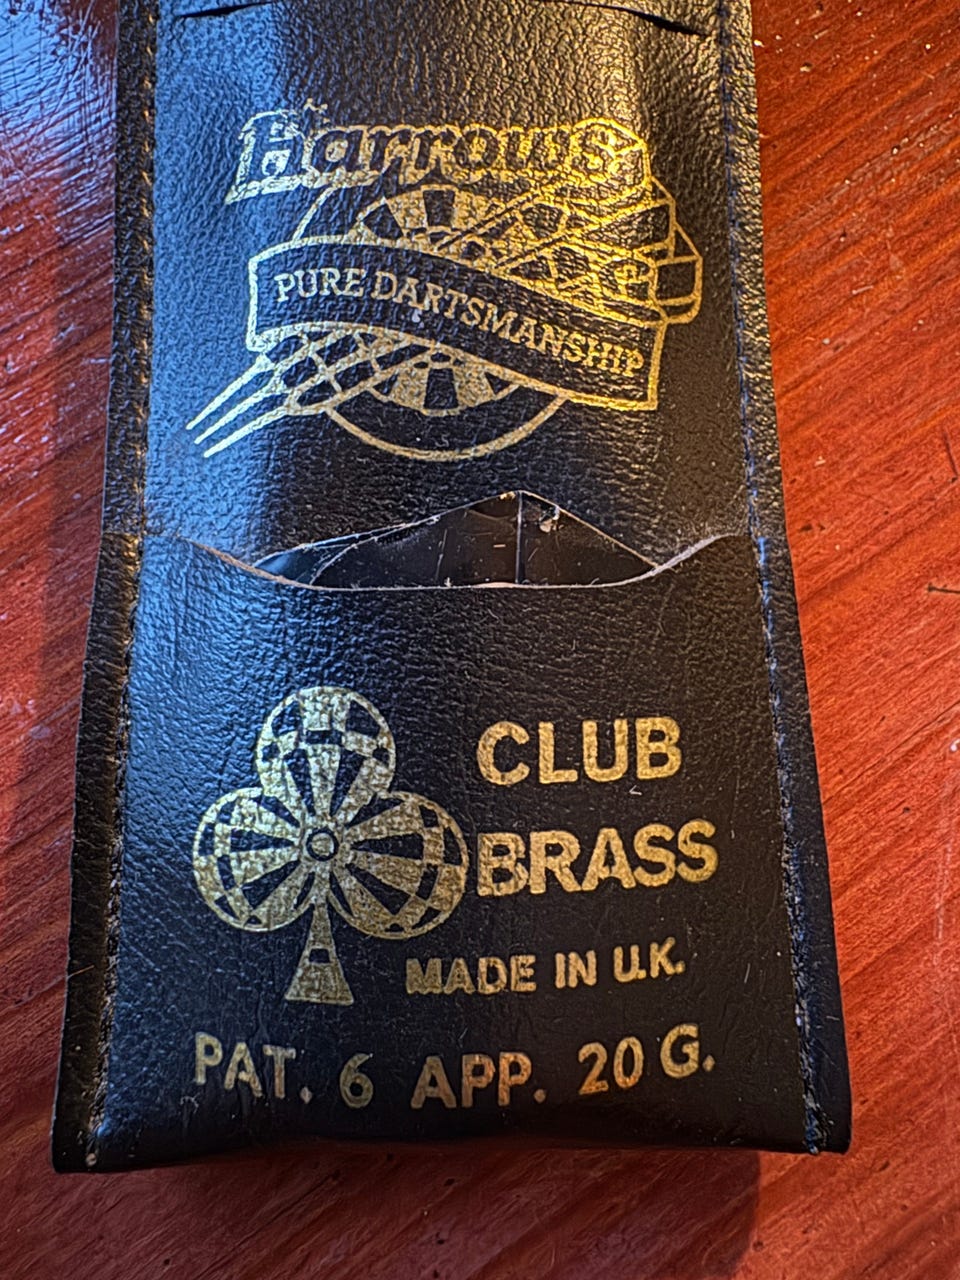 Harrows
PURE DARTSMANSHIP
CLUB
BRASS
MADE IN U.K.
PAT. 6 APP. 20 G.